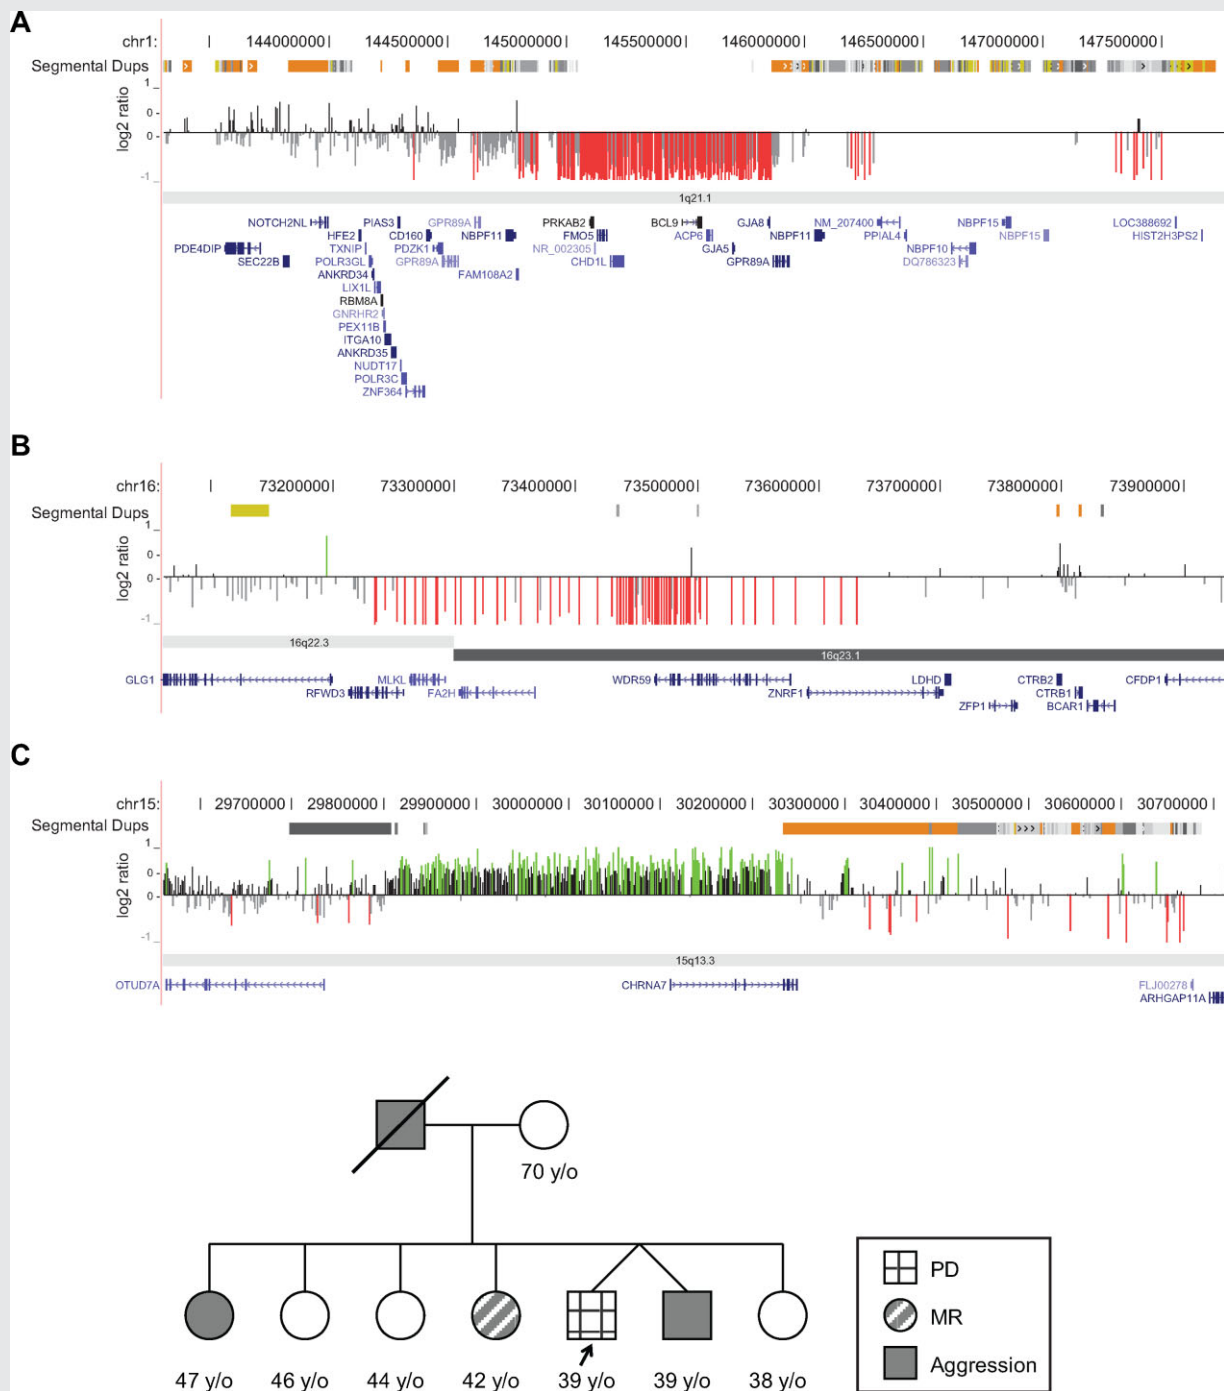 A
chr1: 144000000| 144500000| 145000000| 145500000| 146000000| 146500000| 147000000| 147500000|
Segmental Dups
log2 ratio
1
0
0
-1
1q21.1
NOTCH2NL PIAS3 GPR89A PRKAB2 BCL9 GJA8 NM_207400 NBPF15 LOC388692
PDE4DIP HFE2 CD160 NBPF11 FMO5 ACP6 NBPF11 PPIAL4 NBPF15 HIST2H3PS2
TXNIP PDZK1 NR_002305 GJA5 NBPF10
SEC22B POLR3GL GPR89A CHD1L GPR89A DQ786323
ANKRD34 FAM108A2
LIX1L
RBM8A
GNRHR2
PEX11B
ITGA10
ANKRD35
NUDT17
POLR3C
ZNF364
B
chr16: 73200000| 73300000| 73400000| 73500000| 73600000| 73700000| 73800000| 73900000|
Segmental Dups
log2 ratio
1
0
0
-1
16q22.3
16q23.1
GLG1 MLKL WDR59 LDHD CTRB2 CFDP1
RFWD3 FA2H ZNRF1 CTRB1
ZFP1 BCAR1
C
chr15: 29700000| 29800000| 29900000| 30000000| 30100000| 30200000| 30300000| 30400000| 30500000| 30600000| 30700000|
Segmental Dups
log2 ratio
1
0
0
-1
15q13.3
OTUD7A CHRNA7 FLJ00278
ARHGAP11A
70 y/o
PD
MR
Aggression
47 y/o 46 y/o 44 y/o 42 y/o 39 y/o 39 y/o 38 y/o